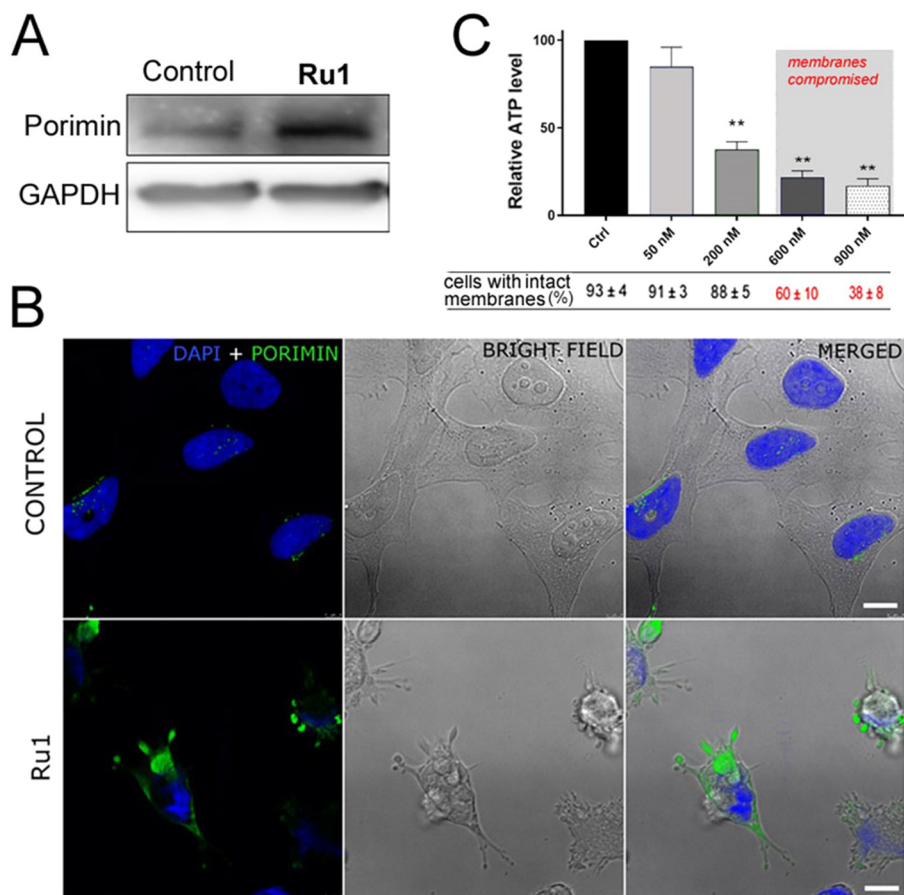 A
Control
Ru1
Porimin
GAPDH
C
Relative ATP level
100
50
0
membranes
compromised
**
**
**
Ctrl
50 nM
200 nM
600 nM
900 nM
cells with intact
membranes(%)
93 ± 4
91 ± 3
88 ± 5
60 ± 10
38 ± 8
B
DAPI + PORIMIN
BRIGHT FIELD
MERGED
CONTROL
Ru1